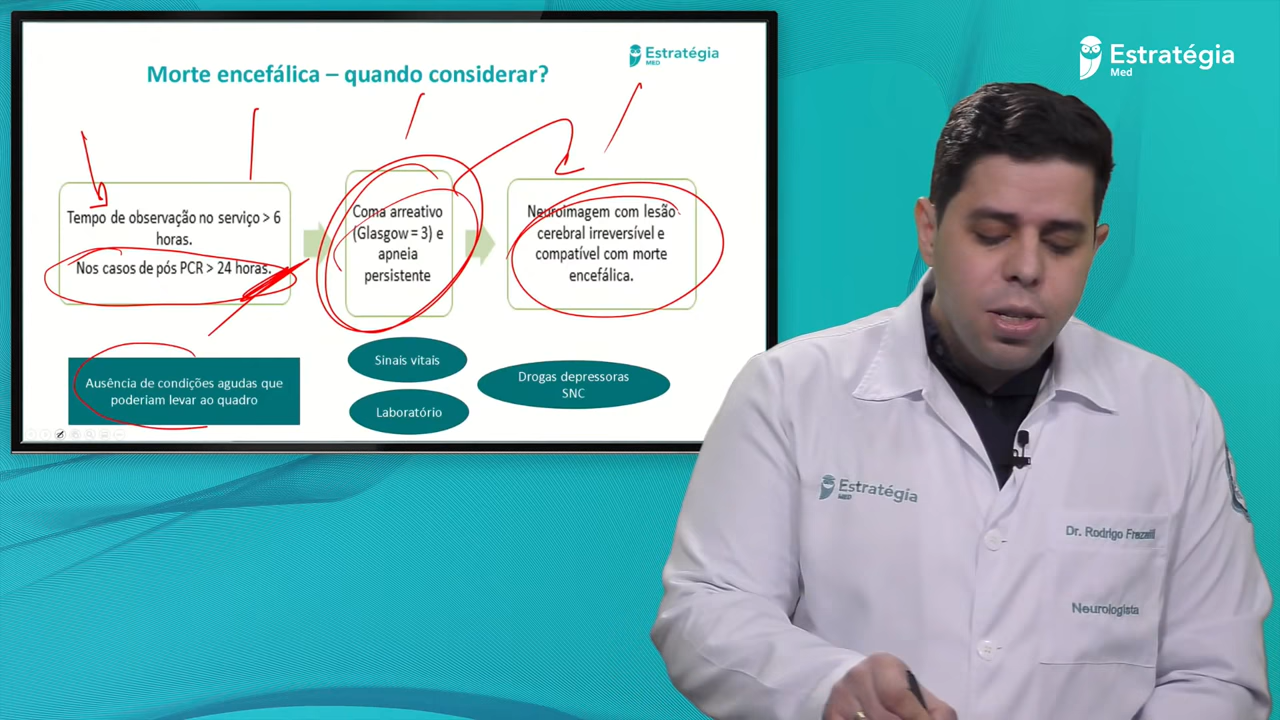 Morte encefálica – quando considerar?
Estratégia
MED
Tempo de observação no serviço > 6
horas.
Nos casos de pós PCR > 24 horas.
Coma arreativo
(Glasgow = 3) e
apneia
persistente
Neuroimagem com lesão
cerebral irreversível e
compatível com morte
encefálica.
Ausência de condições agudas que
poderiam levar ao quadro
Sinais vitais
Laboratório
Drogas depressoras
SNC
Estratégia
Med
Estratégia
MED
Dr. Rodrigo
Neurologista